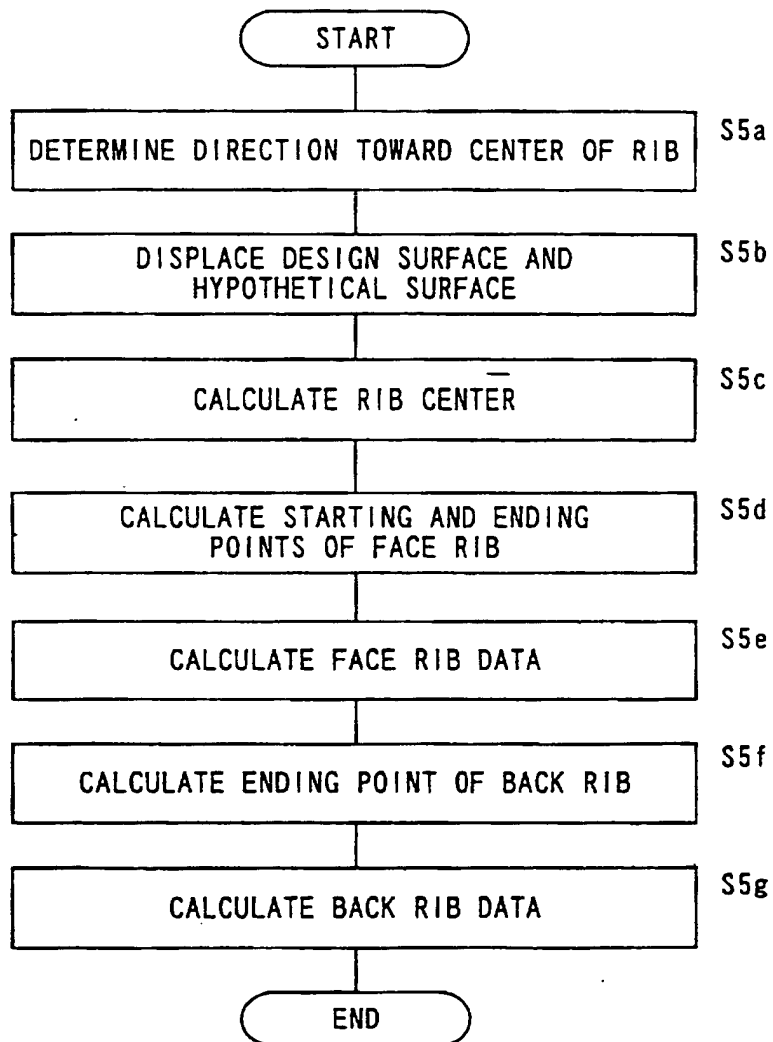 START
DETERMINE DIRECTION TOWARD CENTER OF RIB
S5a
DISPLACE DESIGN SURFACE AND
HYPOTHETICAL SURFACE
S5b
CALCULATE RIB CENTER
S5c
CALCULATE STARTING AND ENDING
POINTS OF FACE RIB
S5d
CALCULATE FACE RIB DATA
S5e
CALCULATE ENDING POINT OF BACK RIB
S5f
CALCULATE BACK RIB DATA
S5g
END